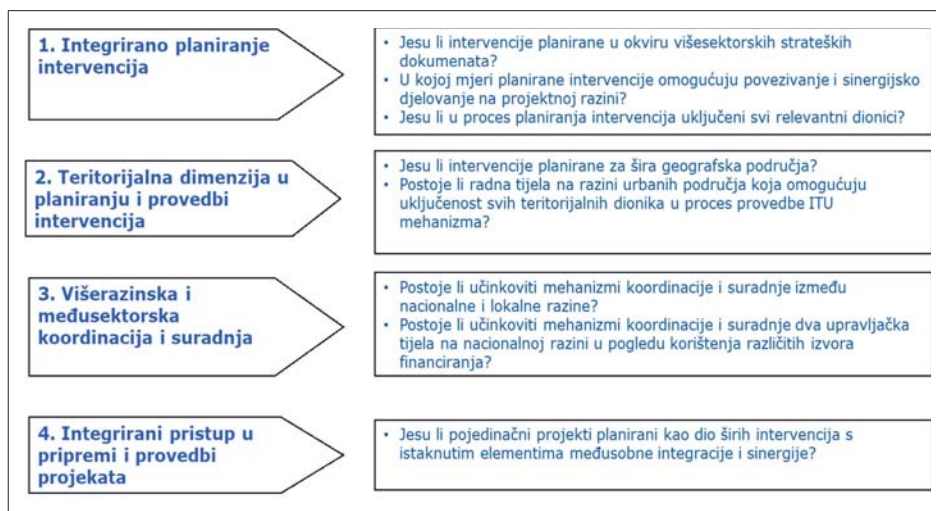 1. Integrirano planiranje
intervencija
• Jesu li intervencije planirane u okviru višesektorskih strateških
dokumenata?
• U kojoj mjeri planirane intervencije omogućuju povezivanje i sinergijsko
djelovanje na projektnoj razini?
• Jesu li u proces planiranja intervencija uključeni svi relevantni dionici?
2. Teritorijalna dimenzija u
planiranju i provedbi
intervencija
• Jesu li intervencije planirane za šira geografska područja?
• Postoje li radna tijela na razini urbanih područja koja omogućuju
uključenost svih teritorijalnih dionika u proces provedbe ITU
mehanizma?
3. Višerazinska i
međusektorska
koordinacija i suradnja
• Postoje li učinkoviti mehanizmi koordinacije i suradnje između
nacionalne i lokalne razine?
• Postoje li učinkoviti mehanizmi koordinacije i suradnje dva upravljačka
tijela na nacionalnoj razini u pogledu korištenja različitih izvora
financiranja?
4. Integrirani pristup u
pripremi i provedbi
projekata
• Jesu li pojedinačni projekti planirani kao dio širih intervencija s
istaknutim elementima međusobne integracije i sinergije?